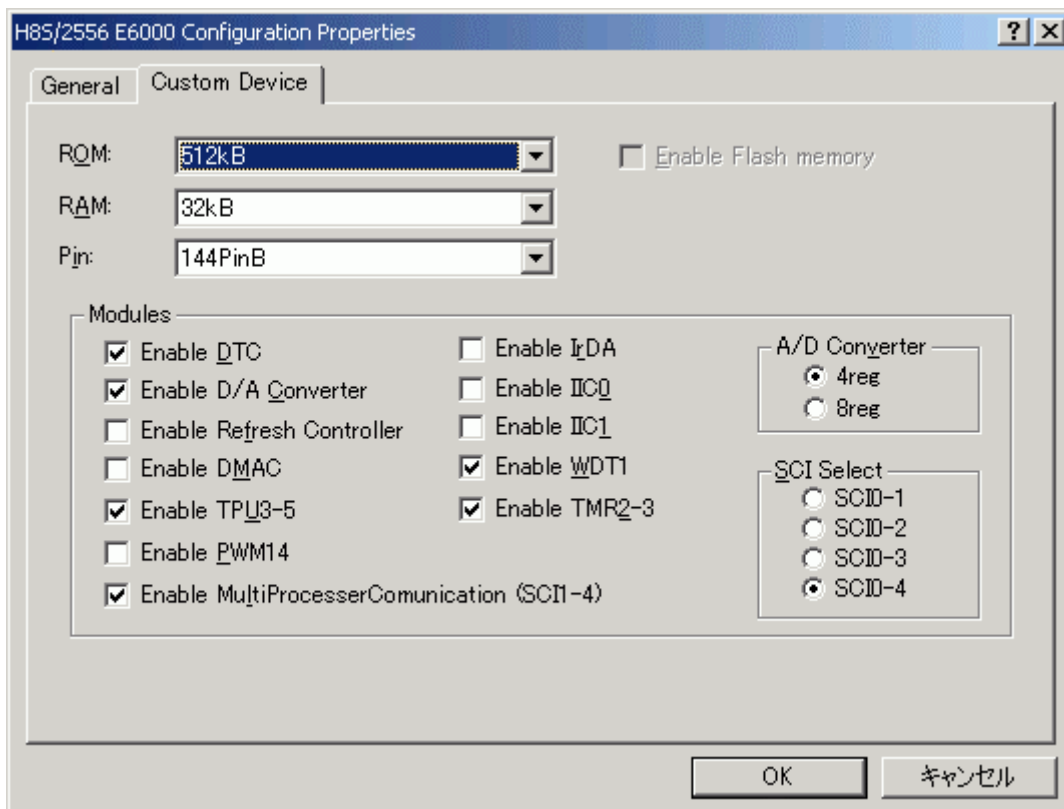 H8S/2556 E6000 Configuration Properties
General
Custom Device
ROM:
512kB
Enable Flash memory
RAM:
32kB
Pin:
144PinB
Modules
Enable DTC
Enable D/A Converter
Enable Refresh Controller
Enable DMAC
Enable TPU3-5
Enable PWM14
Enable MultiProcesserComunication (SCI1-4)
Enable IrDA
Enable IIC0
Enable IIC1
Enable WDT1
Enable TMR2-3
A/D Converter
4reg
8reg
SCI Select
SCI0-1
SCI0-2
SCI0-3
SCI0-4
OK
キャンセル